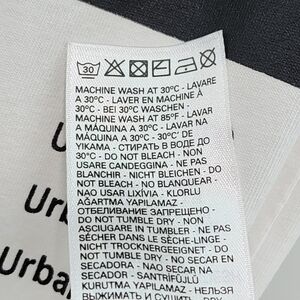 30
MACHINE WASH AT 30°C - LAVARE
A 30°C - LAVER EN MACHINE À
30°C - BEI 30°C WASCHEN -
MACHINE WASH AT 85°F - LAVAR
A MÁQUINA A 30°C - LAVAR NA
MÁQUINA A 30°C - 30°C' DE
YIKAMA - СТИРАТЬ В ВОДЕ ДО
30°C - DO NOT BLEACH - NON
USARE CANDEGGINA - NE PAS
BLANCHIR - NICHT BLEICHEN - DO
NOT BLEACH - NO BLANQUEAR -
NAO USAR LIXÍVIA - KLORLU
AĞARTMA YAPILAMAZ -
ОТБЕЛИВАНИЕ ЗАПРЕЩЕНО -
DO NOT TUMBLE DRY - NON
ASCIUGARE IN TUMBLER - NE PAS
SÉCHER DANS LE SÈCHE-LINGE -
NICHT TROCKNERGEEIGNET - DO
NOT TUMBLE DRY - NO SECAR EN
SECADORA - NAO SECAR NA
SECADOR - SANTRİFÜJLÜ
KURUTMA YAPILAMAZ - НЕЛЬЗЯ
ВЫЖИМАТЬ И СУШИТЬ
U
Urb
Urba